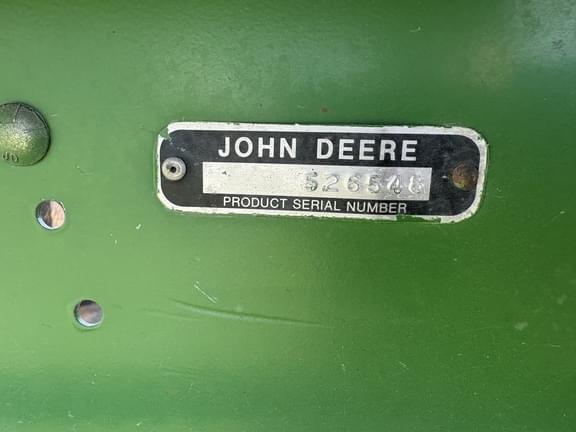 JOHN DEERE
526546
PRODUCT SERIAL NUMBER